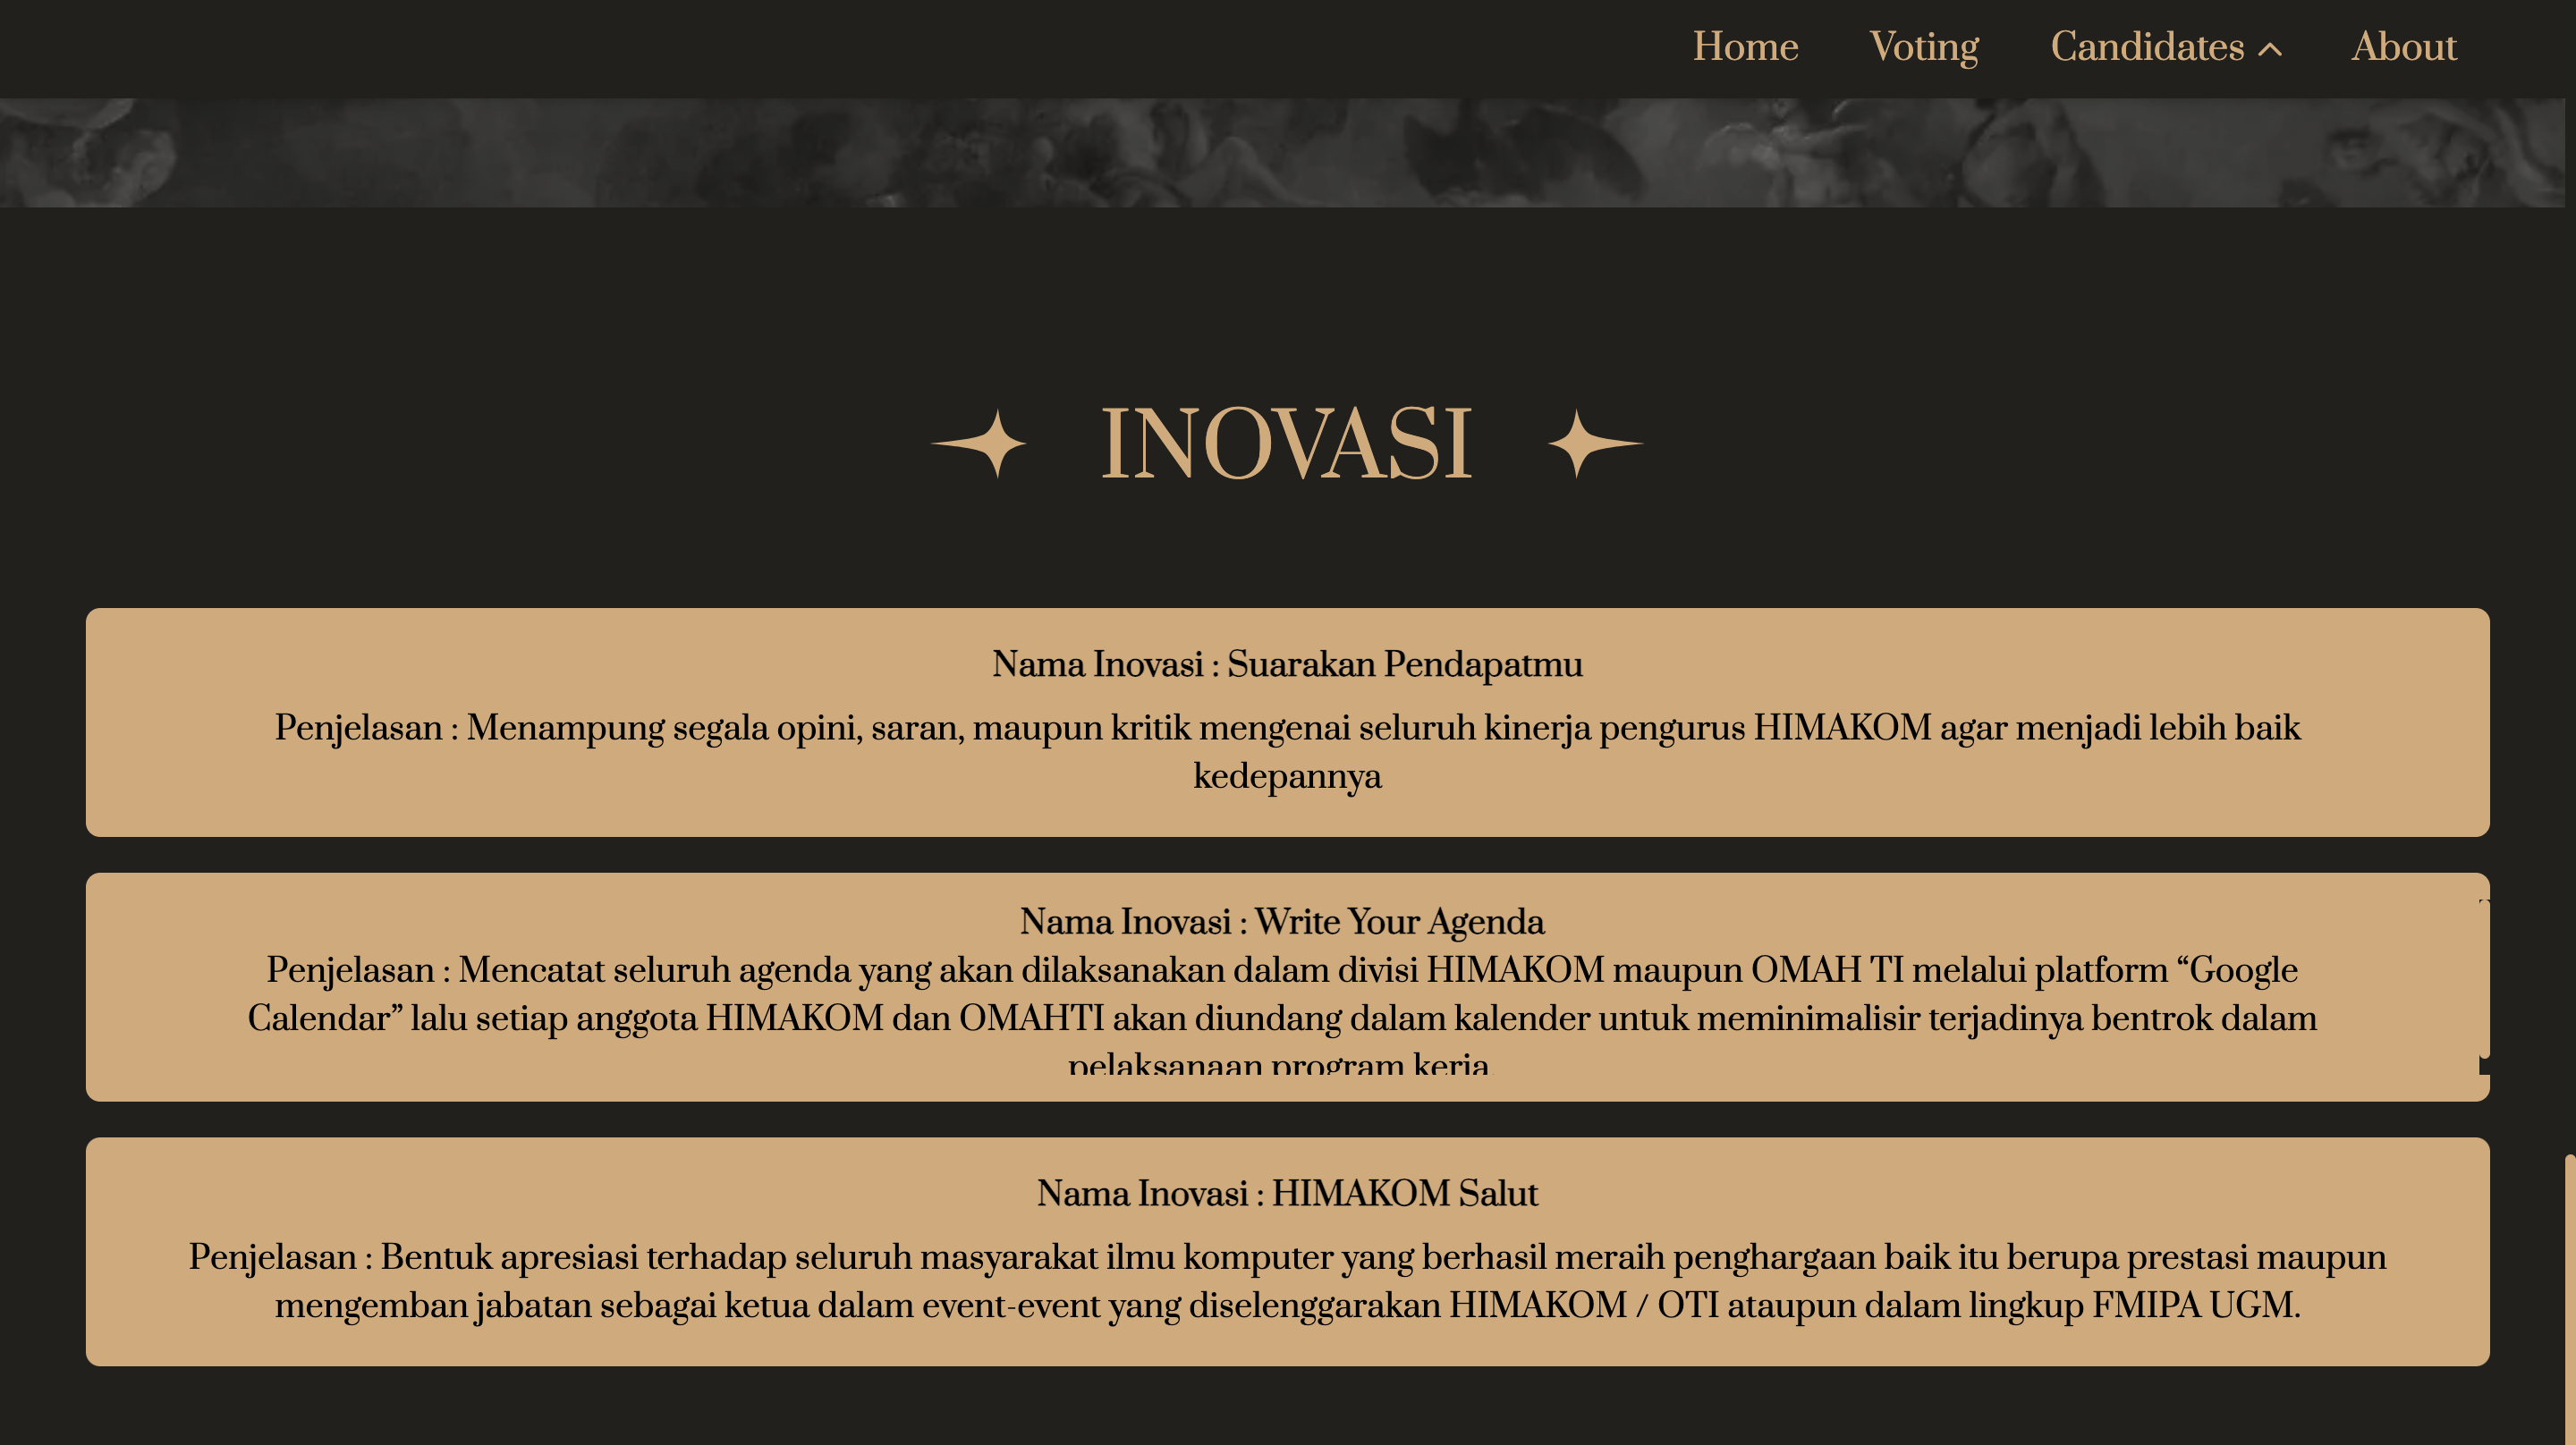 Home Voting Candidates About
INOVASI
Nama Inovasi : Suarakan Pendapatmu
Penjelasan : Menampung segala opini, saran, maupun kritik mengenai seluruh kinerja pengurus HIMAKOM agar menjadi lebih baik
kedepannya
Nama Inovasi : Write Your Agenda
Penjelasan : Mencatat seluruh agenda yang akan dilaksanakan dalam divisi HIMAKOM maupun OMAH TI melalui platform “Google
Calendar” lalu setiap anggota HIMAKOM dan OMAHTI akan diundang dalam kalender untuk meminimalisir terjadinya bentrok dalam
pelaksanaan program kerja
Nama Inovasi : HIMAKOM Salut
Penjelasan : Bentuk apresiasi terhadap seluruh masyarakat ilmu komputer yang berhasil meraih penghargaan baik itu berupa prestasi maupun
mengemban jabatan sebagai ketua dalam event-event yang diselenggarakan HIMAKOM / OTI ataupun dalam lingkup FMIPA UGM.